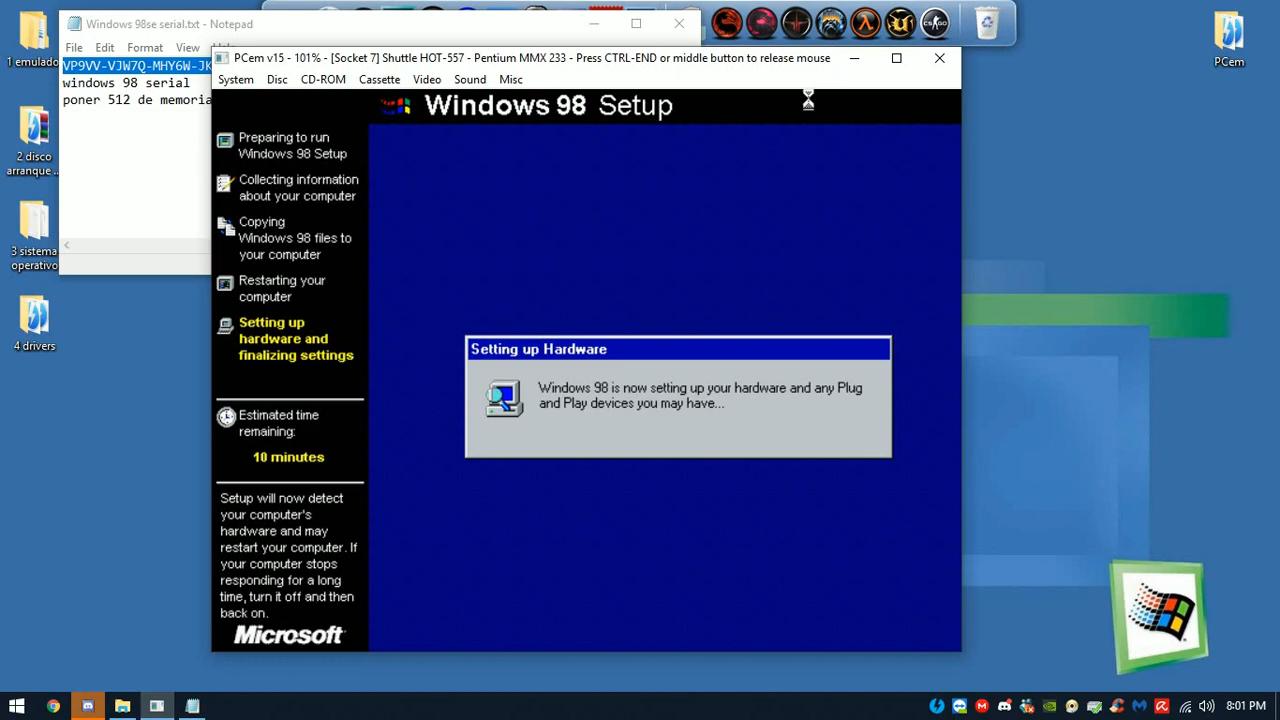 Windows 98se serial.txt - Notepad
File Edit Format View
VP9VV-VJW7Q-MHY6W-JK
windows 98 serial
poner 512 de memoria
1 emulado
2 disco
arranque ...
3 sistema
operativo
4 drivers
PCem
CS:GO
PCem v15 - 101% - [Socket 7] Shuttle HOT-557 - Pentium MMX 233 - Press CTRL-END or middle button to release mouse
System Disc CD-ROM Cassette Video Sound Misc
Windows 98 Setup
Preparing to run
Windows 98 Setup
Collecting information
about your computer
Copying
Windows 98 files to
your computer
Restarting your
computer
Setting up
hardware and
finalizing settings
Estimated time
remaining:
10 minutes
Setup will now detect
your computer's
hardware and may
restart your computer. If
your computer stops
responding for a long
time, turn it off and then
back on.
Microsoft
Setting up Hardware
Windows 98 is now setting up your hardware and any Plug
and Play devices you may have...
8:01 PM